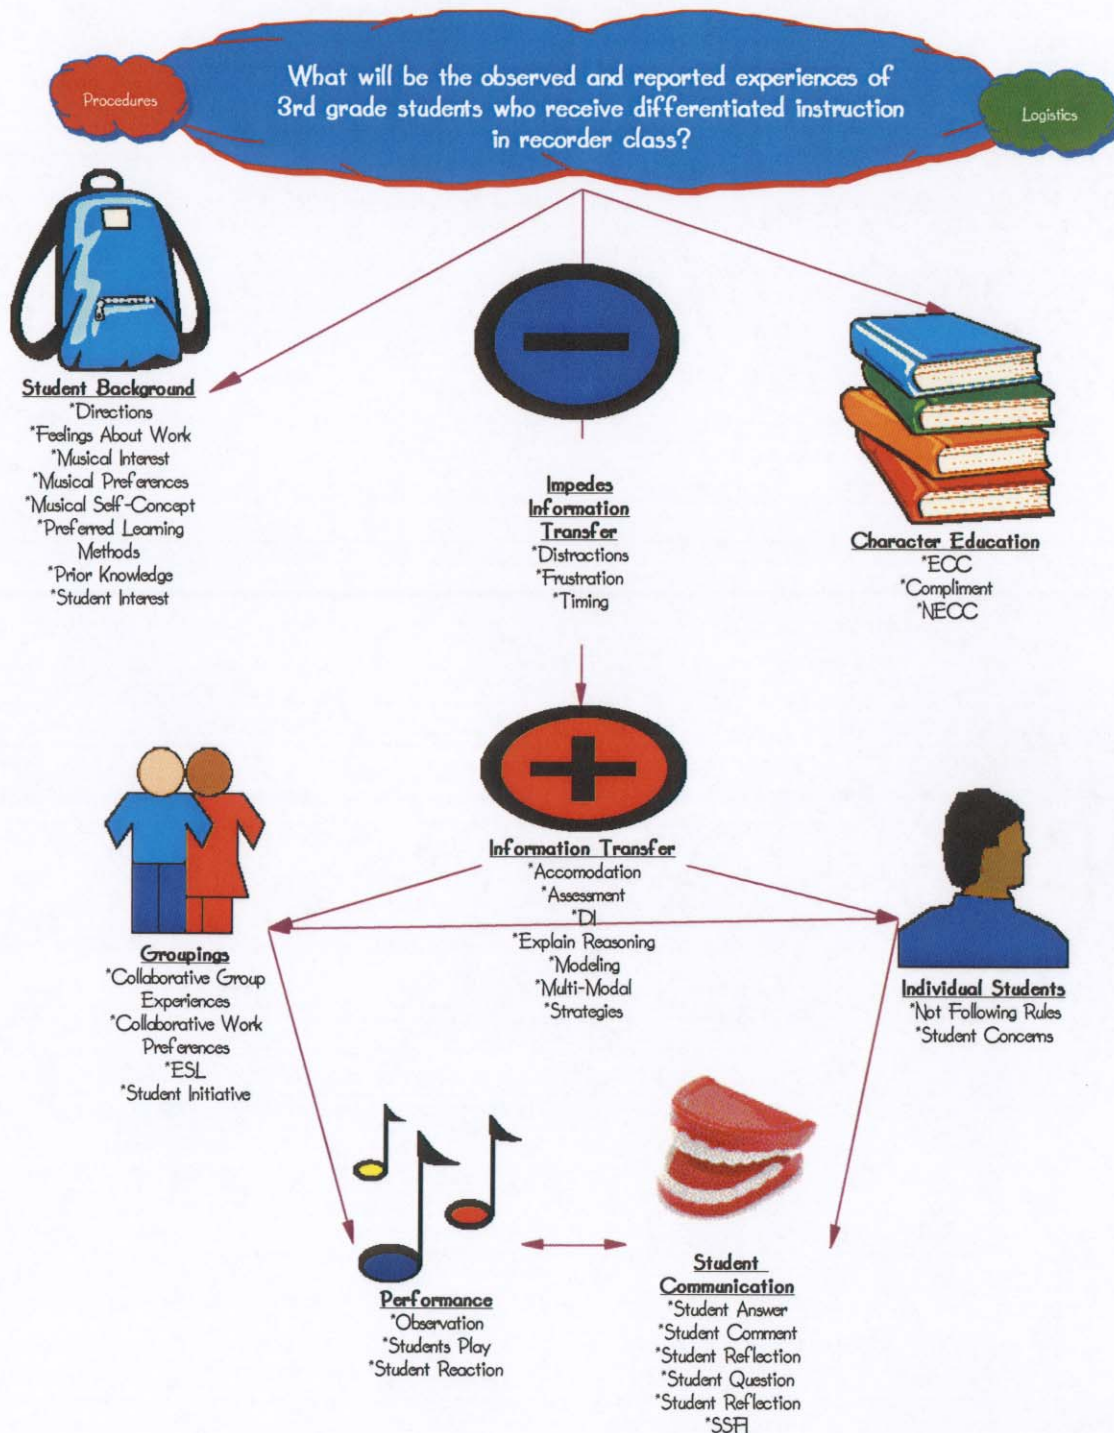 What will be the observed and reported experiences of
3rd grade students who receive differentiated instruction
in recorder class?
Procedures
Logistics
Student Background
*Directions
*Feelings About Work
*Musical Interest
*Musical Preferences
*Musical Self-Concept
*Preferred Learning
Methods
*Prior Knowledge
*Student Interest
Impedes
Information
Transfer
*Distractions
*Frustration
*Timing
Character Education
*ECC
*Compliment
*NECC
Information Transfer
*Accomodation
*Assessment
*DI
*Explain Reasoning
*Modeling
*Multi-Modal
*Strategies
Groupings
*Collaborative Group
Experiences
*Collaborative Work
Preferences
*ESL
*Student Initiative
Individual Students
*Not Following Rules
*Student Concerns
Performance
*Observation
*Students Play
*Student Reaction
Student
Communication
*Student Answer
*Student Comment
*Student Reflection
*Student Question
*Student Reflection